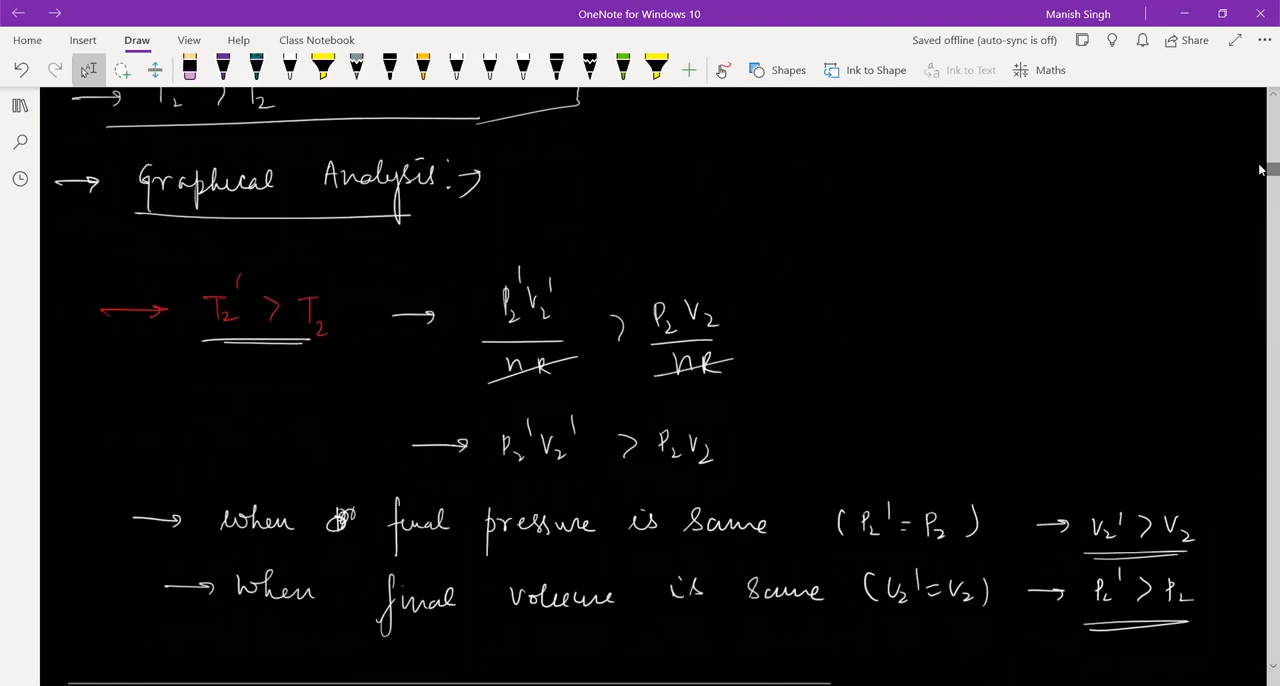 OneNote for Windows 10
Manish Singh
Home Insert Draw View Help Class Notebook
Saved offline (auto-sync is off) Share
Shapes Ink to Shape Ink to Text Maths
→ T₂ > T₂
→ Graphical Analysis :→
→ T₂' > T₂ → P₂'V₂' / nR > P₂V₂ / nR
→ P₂'V₂' > P₂V₂
→ when final pressure is same (P₂' = P₂) → V₂' > V₂
→ When final volume is same (V₂' = V₂) → P₂' > P₂